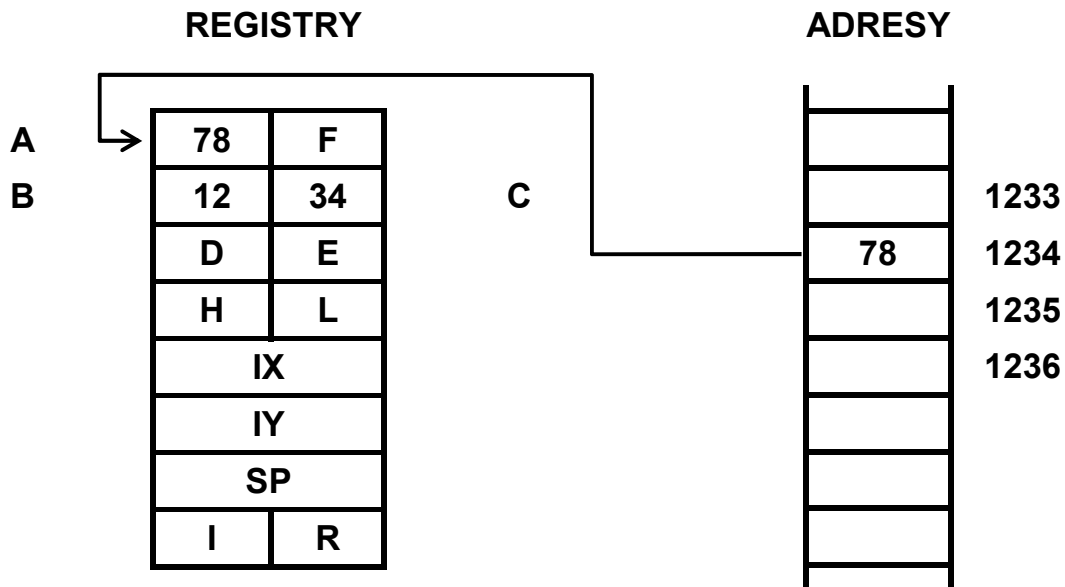 REGISTRY ADRESY
A 78 F
B 12 34 C 1233
D E 78 1234
H L 1235
IX 1236
IY
SP
I R